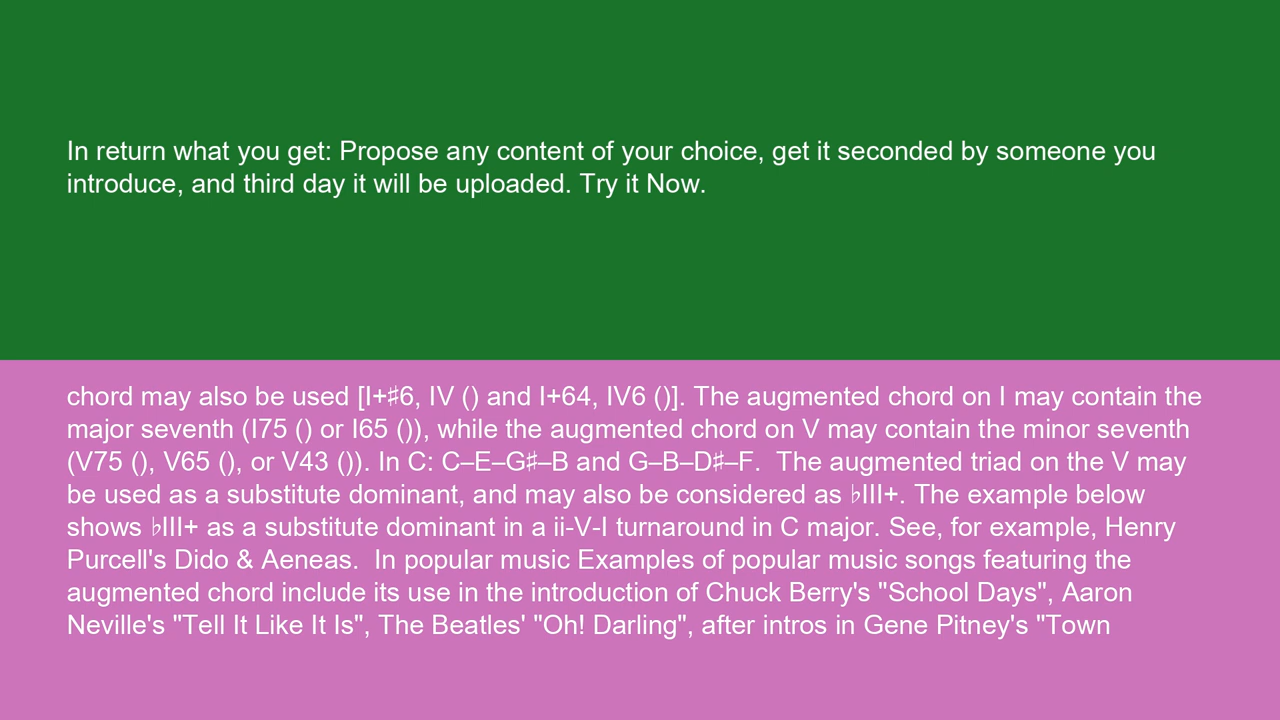 In return what you get: Propose any content of your choice, get it seconded by someone you
introduce, and third day it will be uploaded. Try it Now.
chord may also be used [I+♯6, IV () and I+64, IV6 ()]. The augmented chord on I may contain the
major seventh (I75 () or I65 ()), while the augmented chord on V may contain the minor seventh
(V75 (), V65 (), or V43 ()). In C: C–E–G♯–B and G–B–D♯–F.  The augmented triad on the V may
be used as a substitute dominant, and may also be considered as ♭III+. The example below
shows ♭III+ as a substitute dominant in a ii-V-I turnaround in C major. See, for example, Henry
Purcell's Dido & Aeneas.  In popular music Examples of popular music songs featuring the
augmented chord include its use in the introduction of Chuck Berry's "School Days", Aaron
Neville's "Tell It Like It Is", The Beatles' "Oh! Darling", after intros in Gene Pitney's "Town